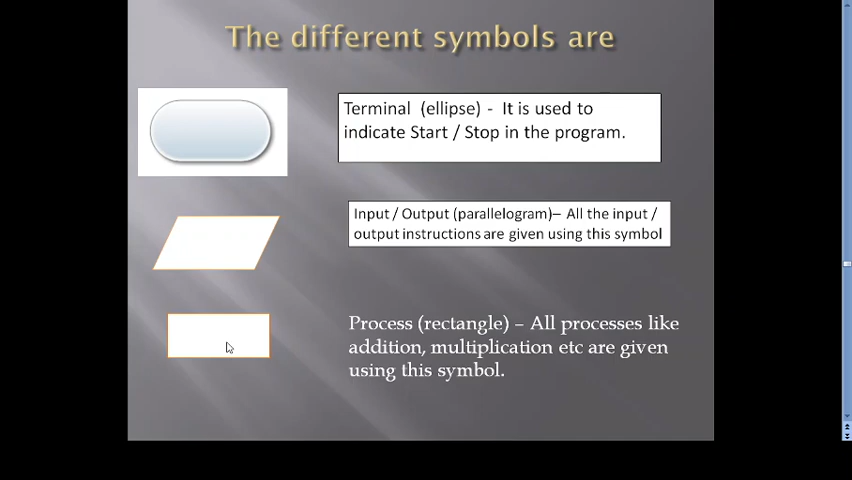 The different symbols are
Terminal (ellipse) - It is used to
indicate Start / Stop in the program.
Input / Output (parallelogram)– All the input /
output instructions are given using this symbol
Process (rectangle) – All processes like
addition, multiplication etc are given
using this symbol.